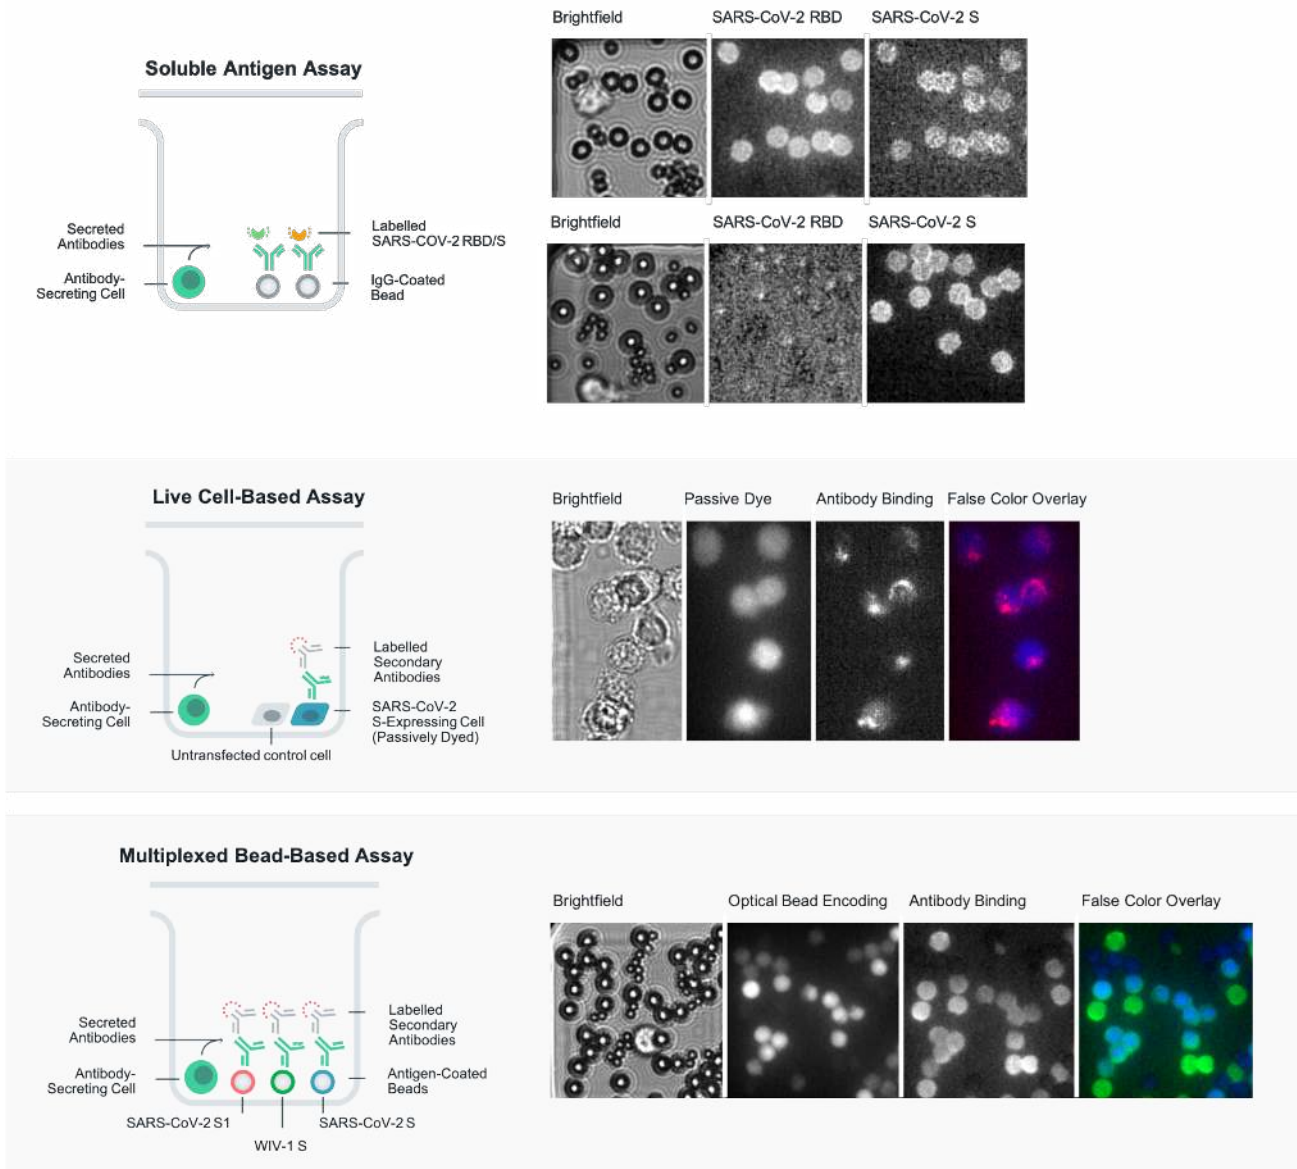 Soluble Antigen Assay
Secreted
Antibodies
Antibody-
Secreting Cell
Labelled
SARS-COV-2 RBD/S
IgG-Coated
Bead
Brightfield SARS-CoV-2 RBD SARS-CoV-2 S
Brightfield SARS-CoV-2 RBD SARS-CoV-2 S
Live Cell-Based Assay
Secreted
Antibodies
Antibody-
Secreting Cell
Untransfected control cell
Labelled
Secondary
Antibodies
SARS-CoV-2
S-Expressing Cell
(Passively Dyed)
Brightfield Passive Dye Antibody Binding False Color Overlay
Multiplexed Bead-Based Assay
Secreted
Antibodies
Antibody-
Secreting Cell
SARS-CoV-2 S1
WIV-1 S
SARS-CoV-2 S
Labelled
Secondary
Antibodies
Antigen-Coated
Beads
Brightfield Optical Bead Encoding Antibody Binding False Color Overlay